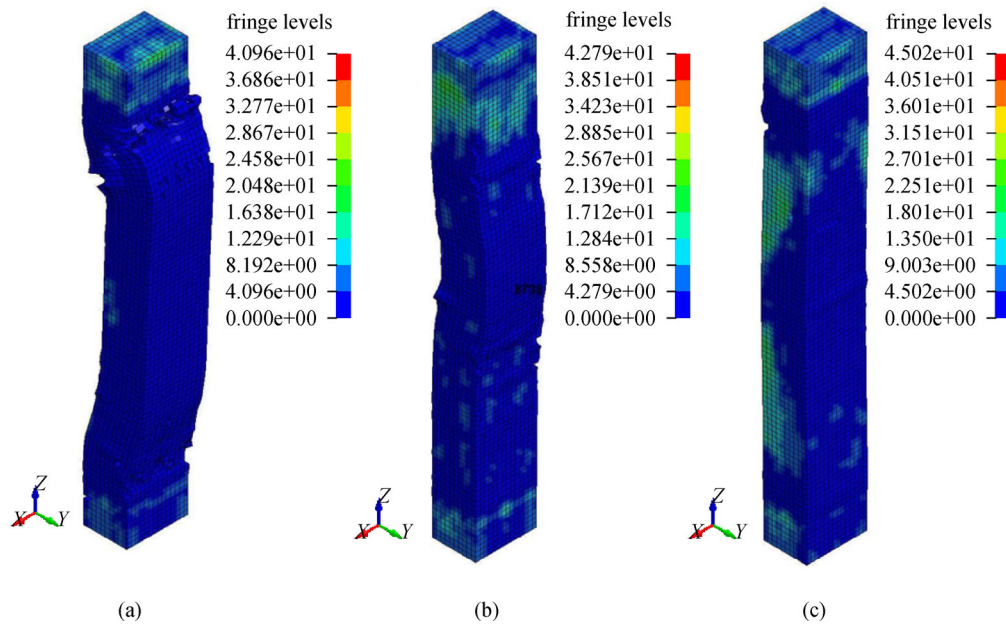 fringe levels
4.096e+01
3.686e+01
3.277e+01
2.867e+01
2.458e+01
2.048e+01
1.638e+01
1.229e+01
8.192e+00
4.096e+00
0.000e+00
Z
X
Y
(a)
fringe levels
4.279e+01
3.851e+01
3.423e+01
2.885e+01
2.567e+01
2.139e+01
1.712e+01
1.284e+01
8.558e+00
4.279e+00
0.000e+00
Z
X
Y
(b)
fringe levels
4.502e+01
4.051e+01
3.601e+01
3.151e+01
2.701e+01
2.251e+01
1.801e+01
1.350e+01
9.003e+00
4.502e+00
0.000e+00
Z
X
Y
(c)